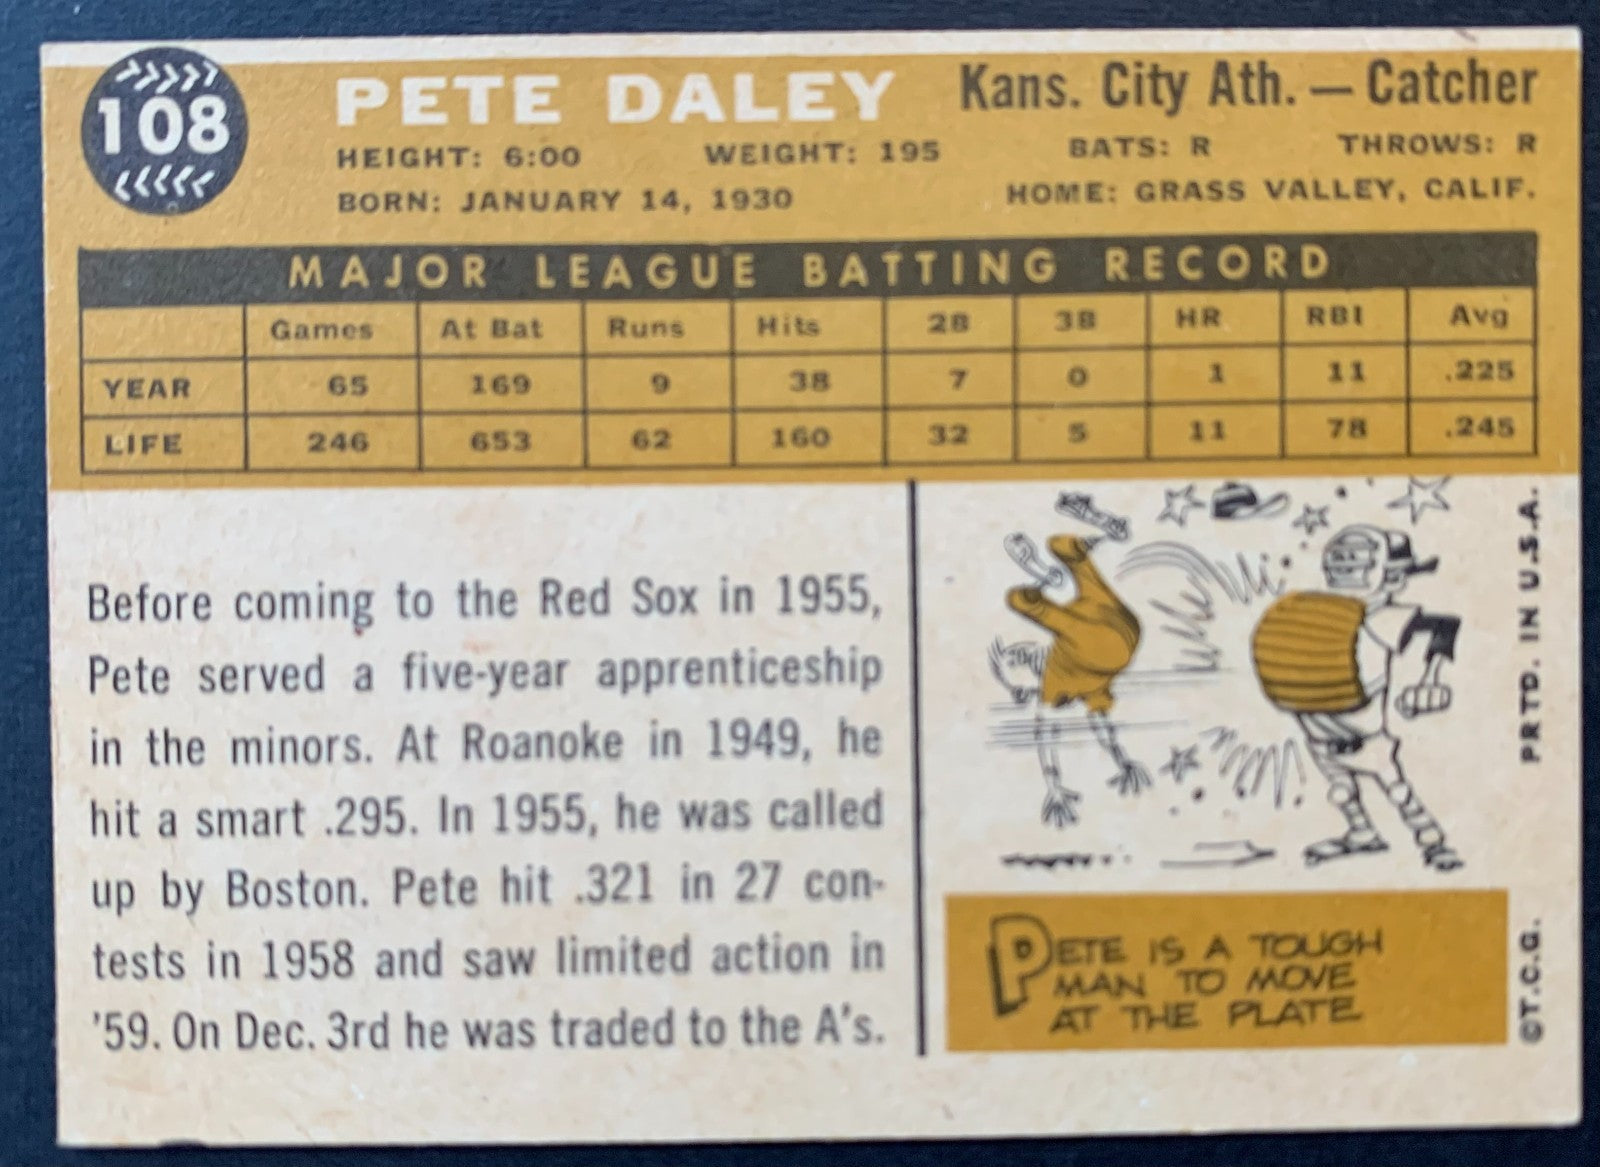 108
PETE DALEY Kans. City Ath. — Catcher
HEIGHT: 6:00 WEIGHT: 195 BATS: R THROWS: R
BORN: JANUARY 14, 1930 HOME: GRASS VALLEY, CALIF.
MAJOR LEAGUE BATTING RECORD
Games At Bat Runs Hits 2B 3B HR RBI Avg
YEAR 65 169 9 38 7 0 1 11 .225
LIFE 246 653 62 160 32 5 11 78 .245
Before coming to the Red Sox in 1955,
Pete served a five-year apprenticeship
in the minors. At Roanoke in 1949, he
hit a smart .295. In 1955, he was called
up by Boston. Pete hit .321 in 27 con-
tests in 1958 and saw limited action in
'59. On Dec. 3rd he was traded to the A's.
PETE IS A TOUGH
MAN TO MOVE
AT THE PLATE
©T.C.G. PRTD. IN U.S.A.